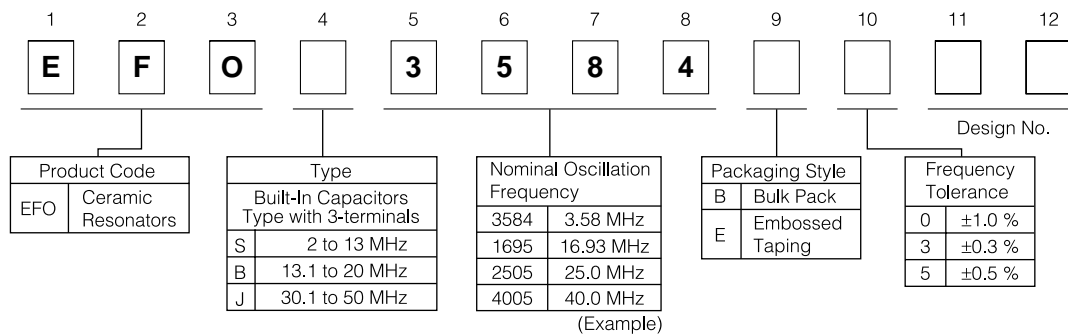 1 2 3 4 5 6 7 8 9 10 11 12
E F O 3 5 8 4
Design No.
Product Code
EFO Ceramic Resonators
Type
Built-In Capacitors
Type with 3-terminals
S 2 to 13 MHz
B 13.1 to 20 MHz
J 30.1 to 50 MHz
Nominal Oscillation
Frequency
3584 3.58 MHz
1695 16.93 MHz
2505 25.0 MHz
4005 40.0 MHz
(Example)
Packaging Style
B Bulk Pack
E Embossed Taping
Frequency
Tolerance
0 ±1.0 %
3 ±0.3 %
5 ±0.5 %